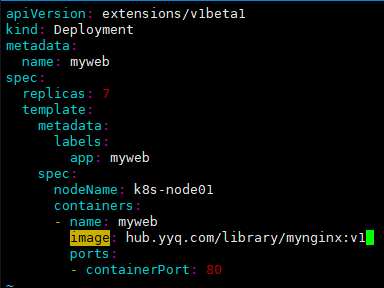 apiVersion: extensions/v1beta1
kind: Deployment
metadata:
  name: myweb
spec:
  replicas: 7
  template:
    metadata:
      labels:
        app: myweb
    spec:
      nodeName: k8s-node01
      containers:
      - name: myweb
        image: hub.yyq.com/library/mynginx:v1
        ports:
        - containerPort: 80
~